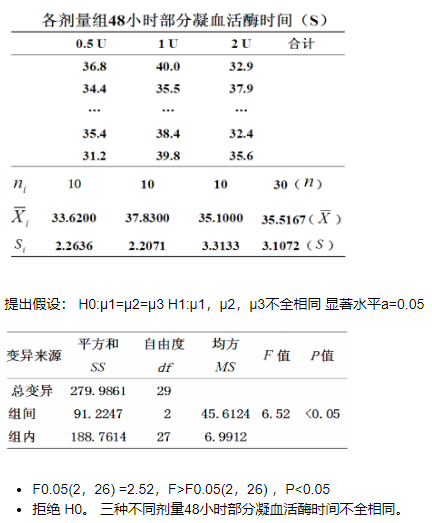 各剂量组48小时部分凝血活酶时间（S）
0.5 U 1 U 2 U 合计
36.8 40.0 32.9
34.4 35.5 37.9
... ... ...
35.4 38.4 32.4
31.2 39.8 35.6
ni 10 10 10 30（n）
X̄i 33.6200 37.8300 35.1000 35.5167（X̄）
Si 2.2636 2.2071 3.3133 3.1072（S）
提出假设： H0:μ1=μ2=μ3 H1:μ1，μ2，μ3不全相同 显著水平a=0.05
变异来源 平方和 SS 自由度 df 均方 MS F 值 P值
总变异 279.9861 29
组间 91.2247 2 45.6124 6.52 <0.05
组内 188.7614 27 6.9912
• F0.05(2，26) =2.52，F>F0.05(2，26) ，P<0.05
• 拒绝 H0。 三种不同剂量48小时部分凝血活酶时间不全相同。